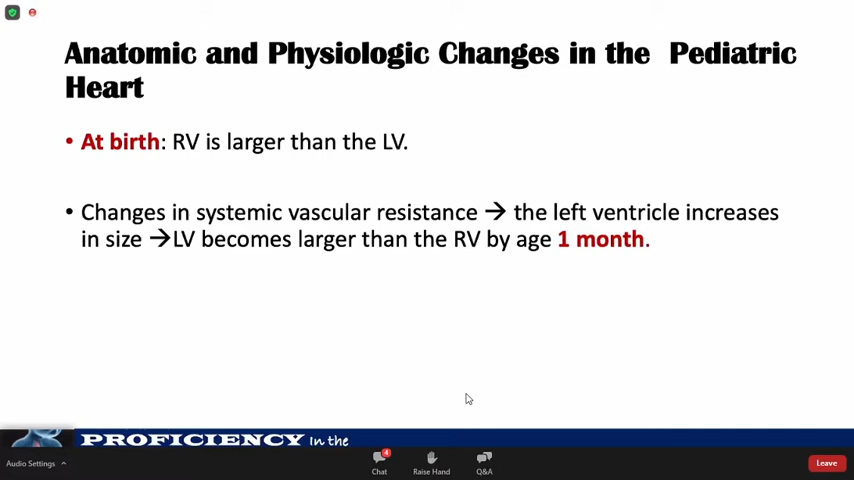 Anatomic and Physiologic Changes in the Pediatric
Heart
• At birth: RV is larger than the LV.
• Changes in systemic vascular resistance → the left ventricle increases
in size →LV becomes larger than the RV by age 1 month.
PROFICIENCY In the
Audio Settings
4
Chat
Raise Hand
Q&A
Leave